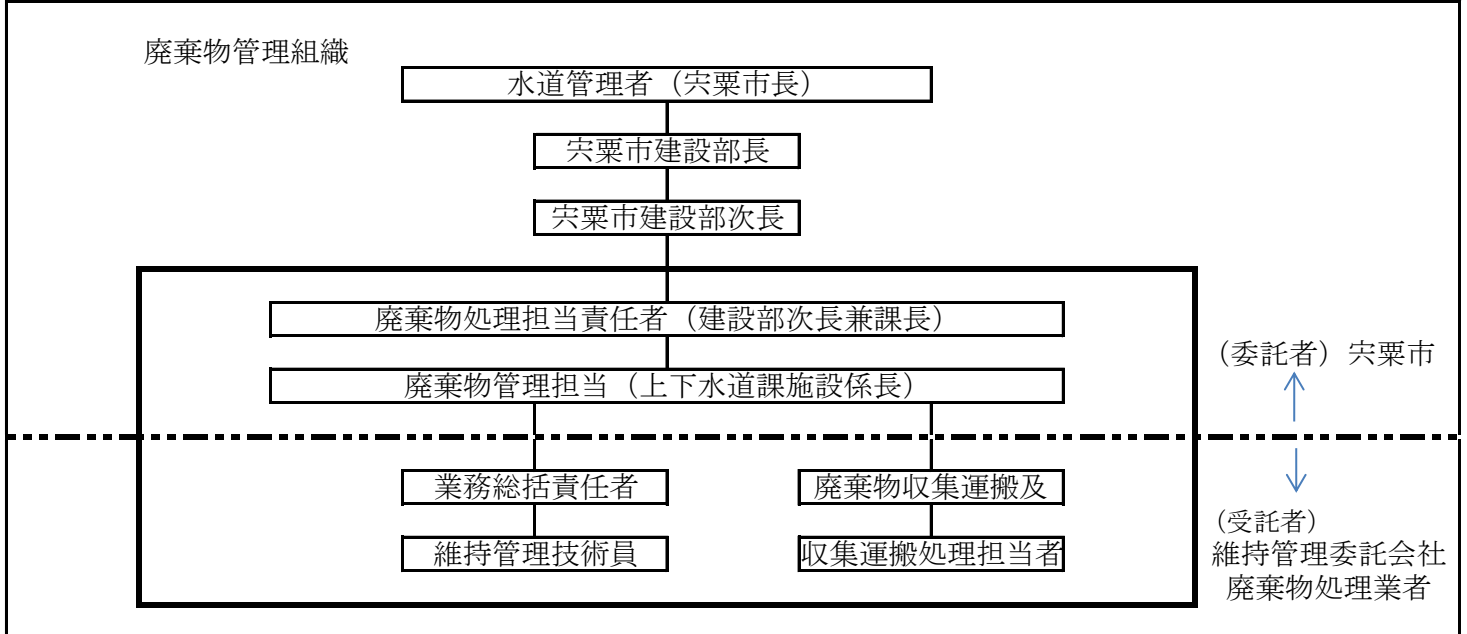 廃棄物管理組織
水道管理者（宍粟市長）
宍粟市建設部長
宍粟市建設部次長
廃棄物処理担当責任者（建設部次長兼課長）
廃棄物管理担当（上下水道課施設係長）
（委託者）宍粟市
業務総括責任者
廃棄物収集運搬及
維持管理技術員
収集運搬処理担当者
（受託者）
維持管理委託会社
廃棄物処理業者